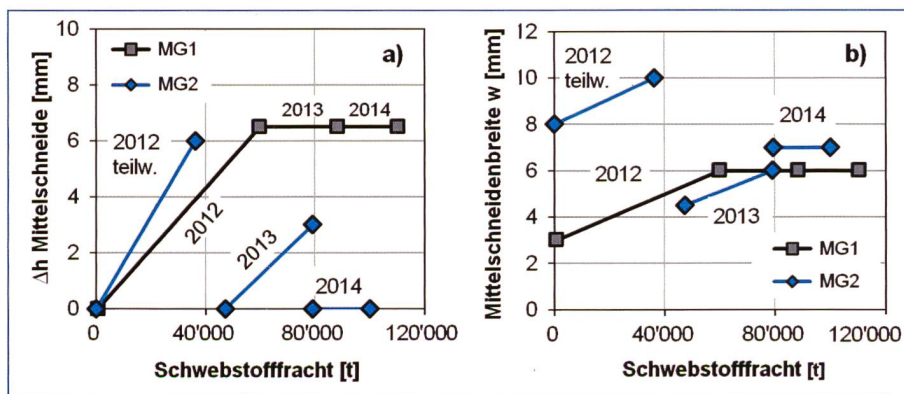 a)
Δh Mittelschneide [mm]
10
8
6
4
2
0
MG1
MG2
2012
teilw.
2012
2013
2014
2013
2014
0
40'000
80'000
120'000
Schwebstofffracht [t]
b)
Mittelschneidenbreite w [mm]
12
10
8
6
4
2
0
2012
teilw.
2012
2013
2014
MG1
MG2
0
40'000
80'000
120'000
Schwebstofffracht [t]